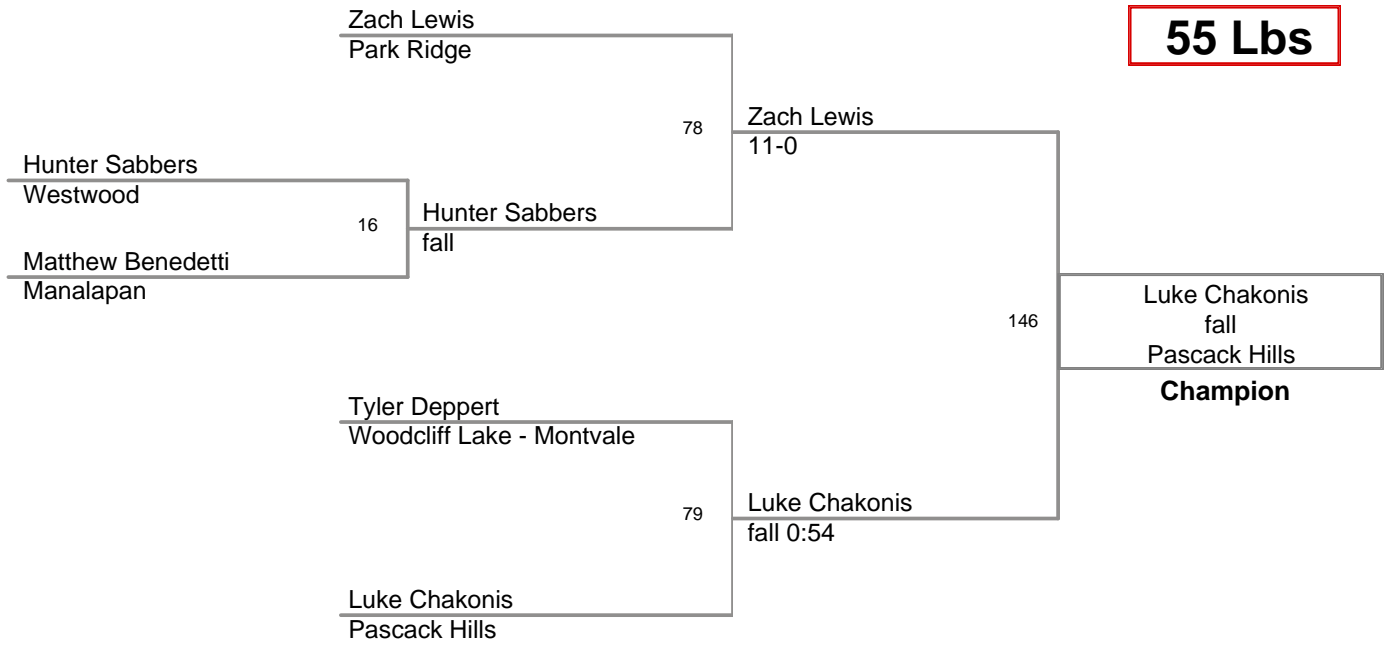 Zach Lewis
Park Ridge
55 Lbs
78
Zach Lewis
11-0
Hunter Sabbers
Westwood
16
Hunter Sabbers
fall
Matthew Benedetti
Manalapan
146
Luke Chakonis
fall
Pascack Hills
Champion
Tyler Deppert
Woodcliff Lake - Montvale
79
Luke Chakonis
fall 0:54
Luke Chakonis
Pascack Hills